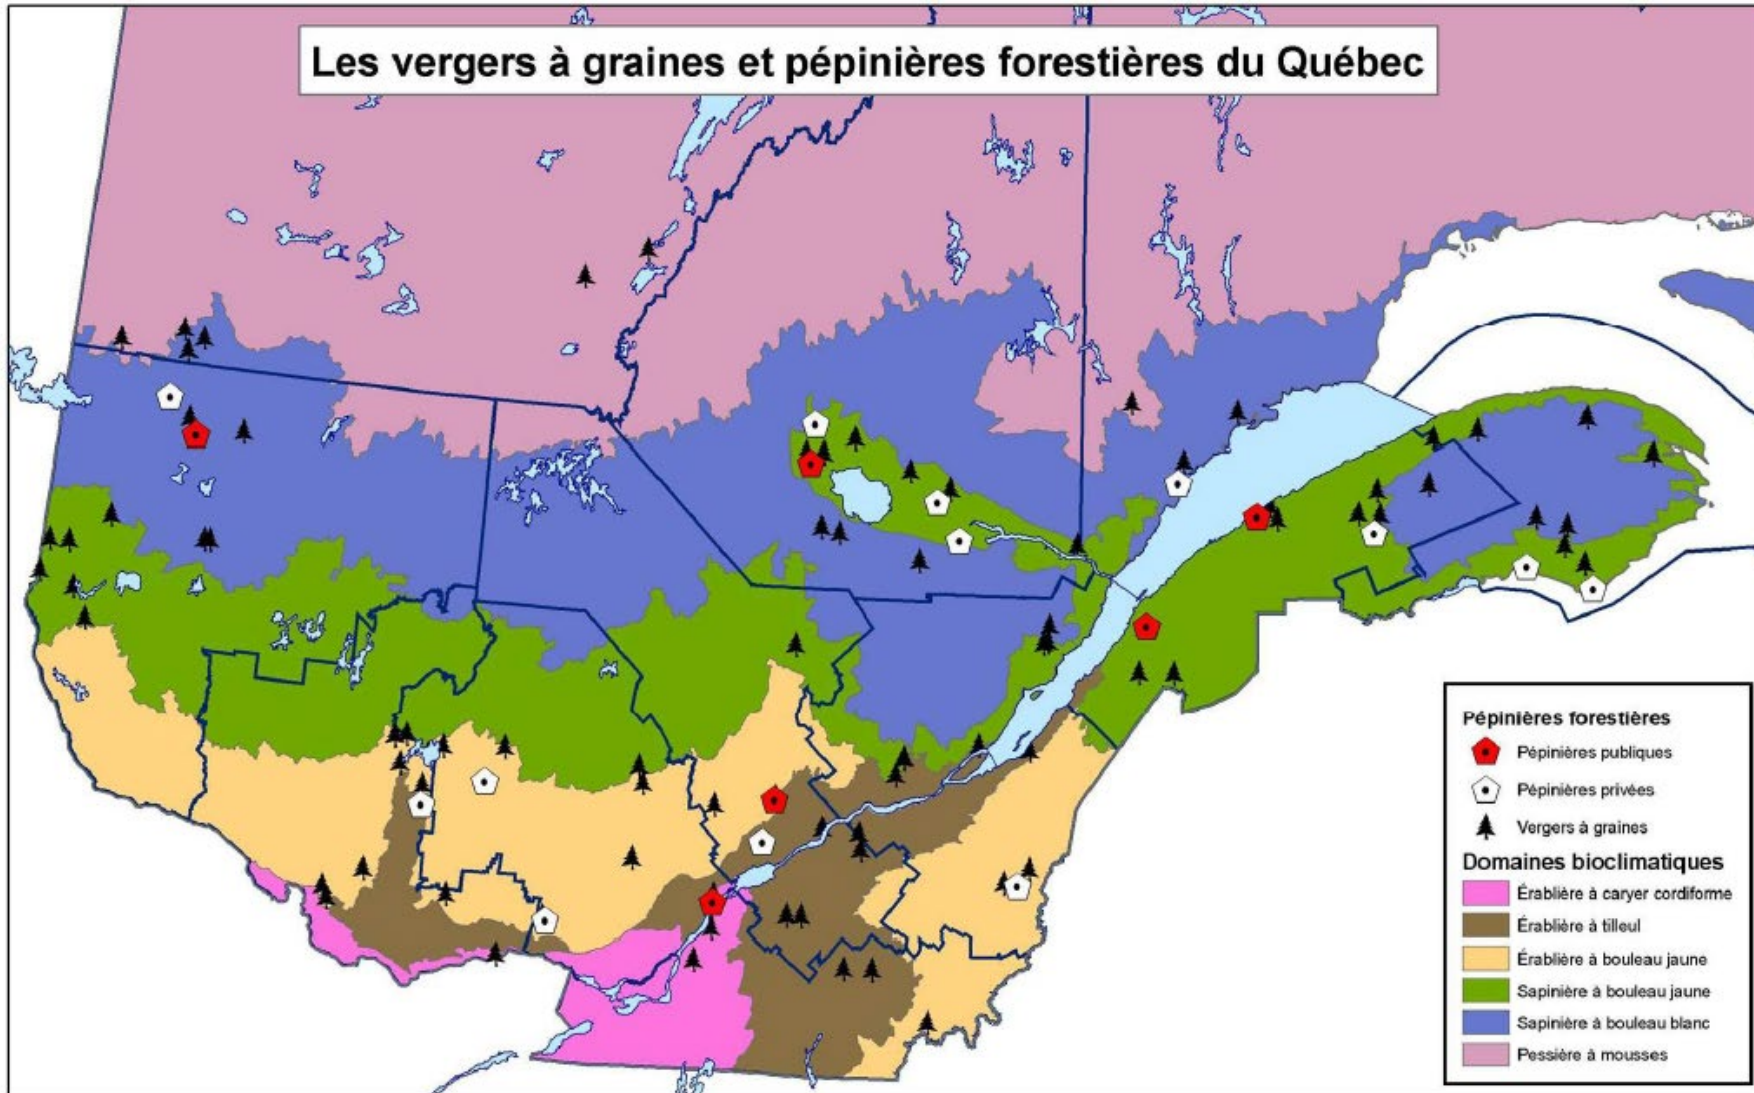 Les vergers à graines et pépinières forestières du Québec
Pépinières forestières
Pépinières publiques
Pépinières privées
Vergers à graines
Domaines bioclimatiques
Érablière à caryer cordiforme
Érablière à tilleul
Érablière à bouleau jaune
Sapinière à bouleau jaune
Sapinière à bouleau blanc
Pessière à mousses